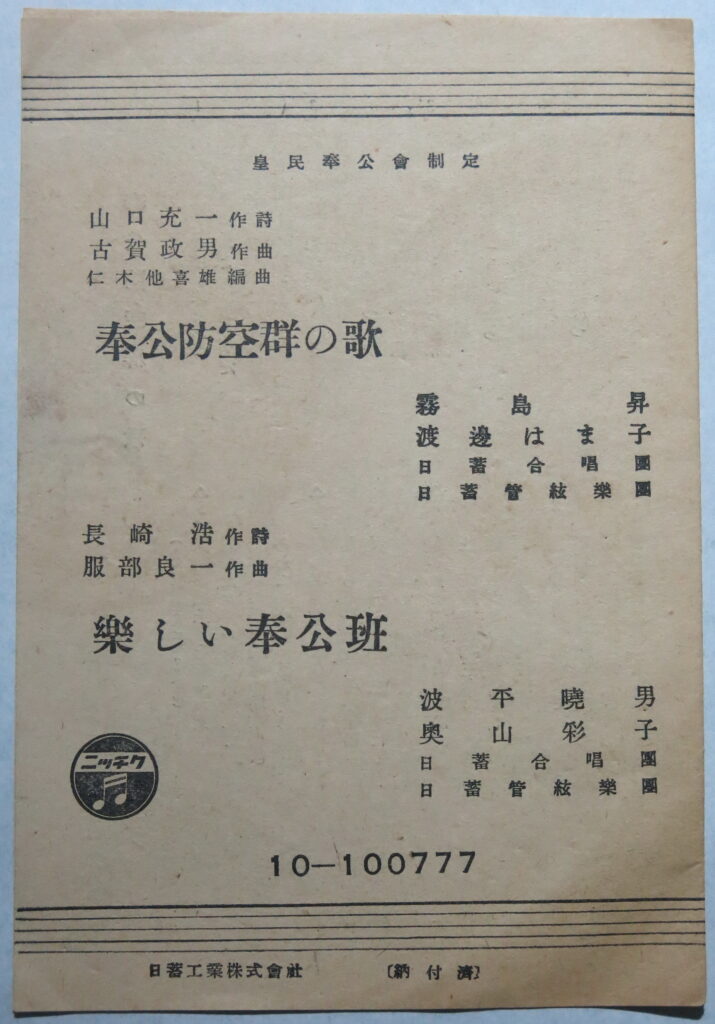 皇民奉公會制定
山口充一作詩
古賀政男作曲
仁木他喜雄編曲
奉公防空群の歌
霧島昇
渡邊はま子
日蓄合唱團
日蓄管絃樂團
長崎浩作詩
服部良一作曲
樂しい奉公班
波平曉男
奥山彩子
日蓄合唱團
日蓄管絃樂團
ニッチク
10—100777
日蓄工業株式會社 〔納付濟〕